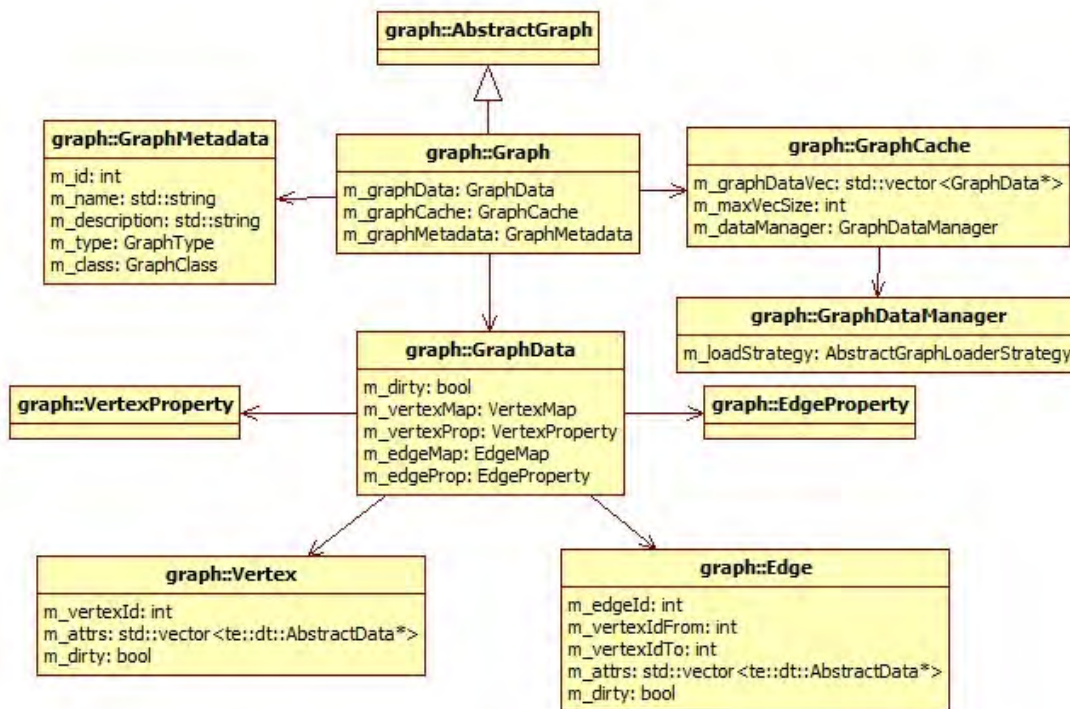 graph::AbstractGraph
graph::GraphMetadata
m_id: int
m_name: std::string
m_description: std::string
m_type: GraphType
m_class: GraphClass
graph::Graph
m_graphData: GraphData
m_graphCache: GraphCache
m_graphMetadata: GraphMetadata
graph::GraphCache
m_graphDataVec: std::vector<GraphData*>
m_maxVecSize: int
m_dataManager: GraphDataManager
graph::GraphDataManager
m_loadStrategy: AbstractGraphLoaderStrategy
graph::GraphData
m_dirty: bool
m_vertexMap: VertexMap
m_vertexProp: VertexProperty
m_edgeMap: EdgeMap
m_edgeProp: EdgeProperty
graph::VertexProperty
graph::EdgeProperty
graph::Vertex
m_vertexId: int
m_attrs: std::vector<te::dt::AbstractData*>
m_dirty: bool
graph::Edge
m_edgeId: int
m_vertexIdFrom: int
m_vertexIdTo: int
m_attrs: std::vector<te::dt::AbstractData*>
m_dirty: bool